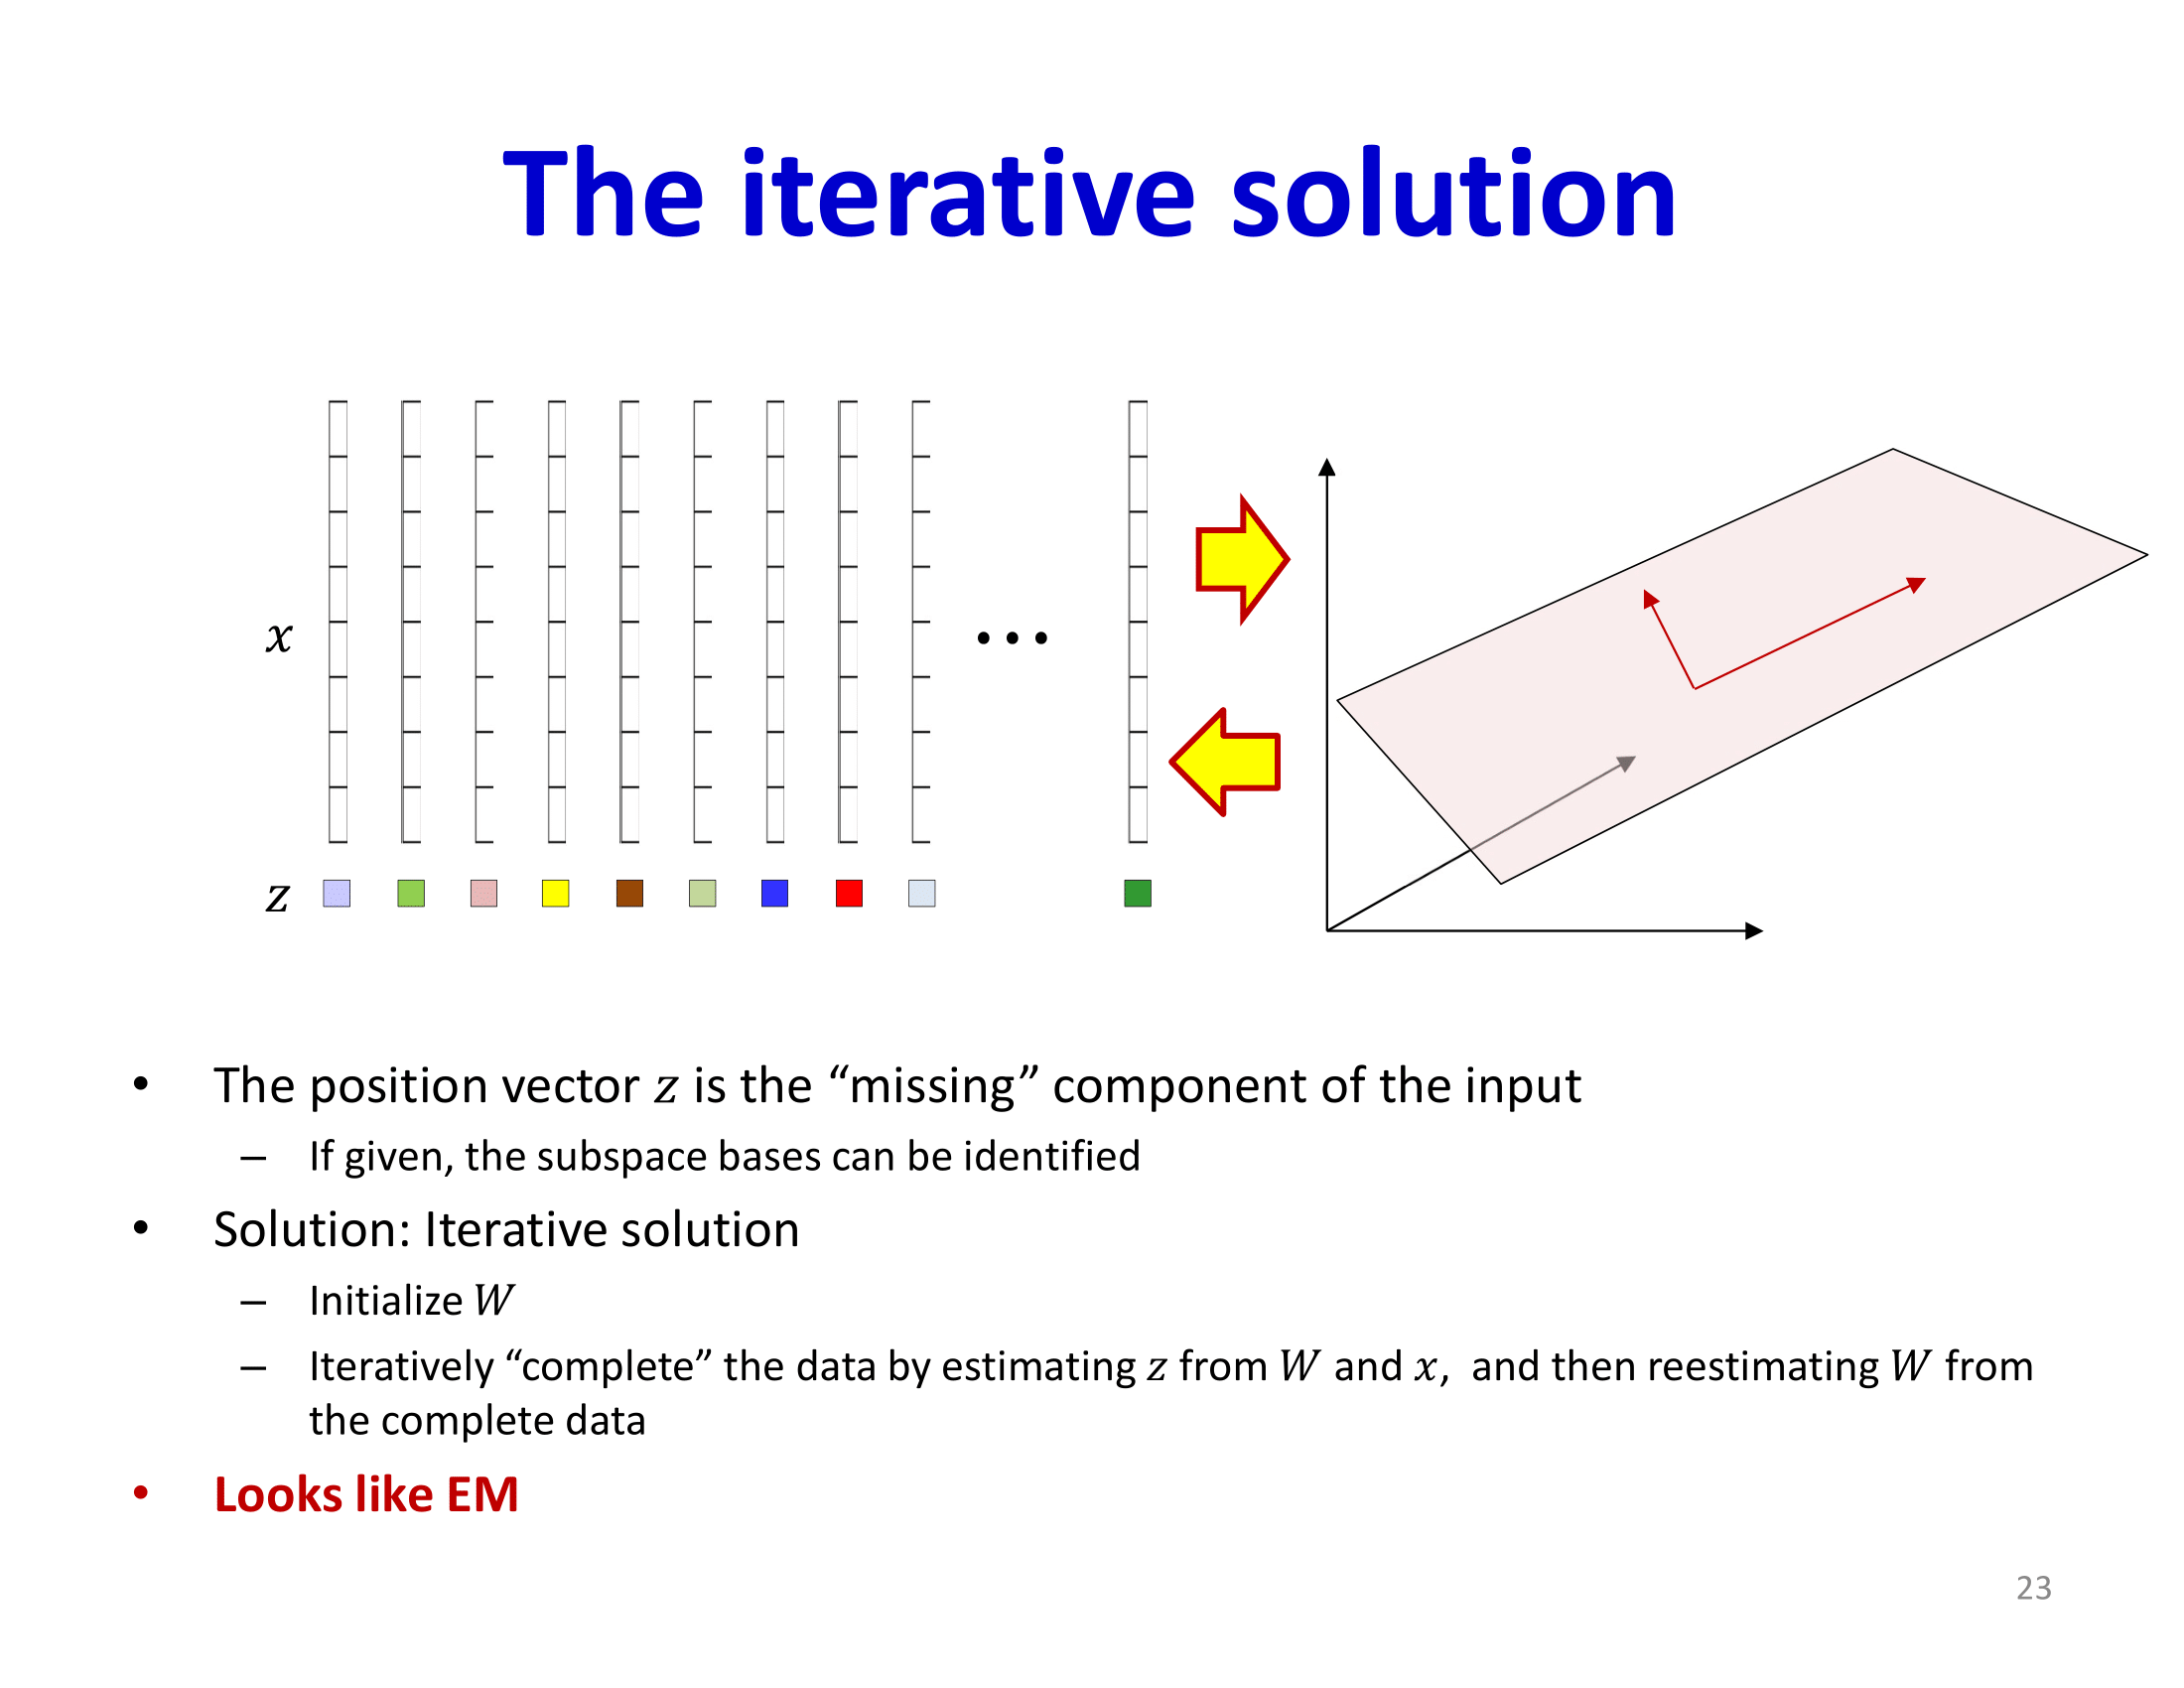 The iterative solution
x
z
• The position vector z is the “missing” component of the input
– If given, the subspace bases can be identified
• Solution: Iterative solution
– Initialize W
– Iteratively “complete” the data by estimating z from W and x, and then reestimating W from
the complete data
• Looks like EM
23